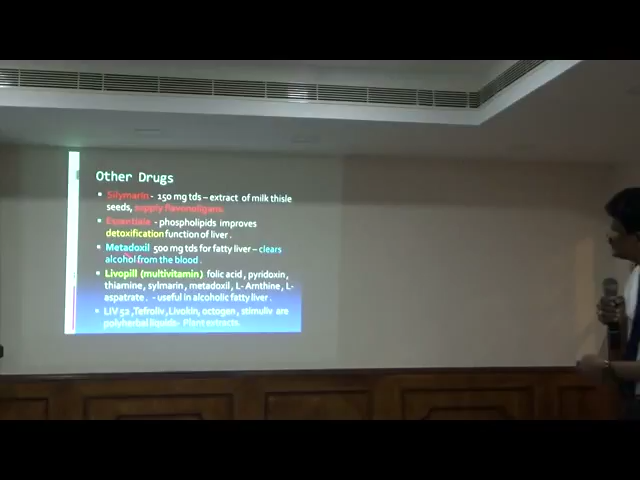 Other Drugs
Silymarin - 150 mg tds – extract of milk thisle
seeds, supply flavonoligans.
Essentiale - phospholipids improves
detoxification function of liver .
Metadoxil 500 mg tds for fatty liver – clears
alcohol from the blood .
Livopill (multivitamin) folic acid , pyridoxin ,
thiamine , sylmarin , metadoxil , L- Arnthine , L-
aspatrate . - useful in alcoholic fatty liver .
LIV 52 ,Tefroliv , Livokin, octogen , stimuliv are
polyherbal liquids- Plant extracts.